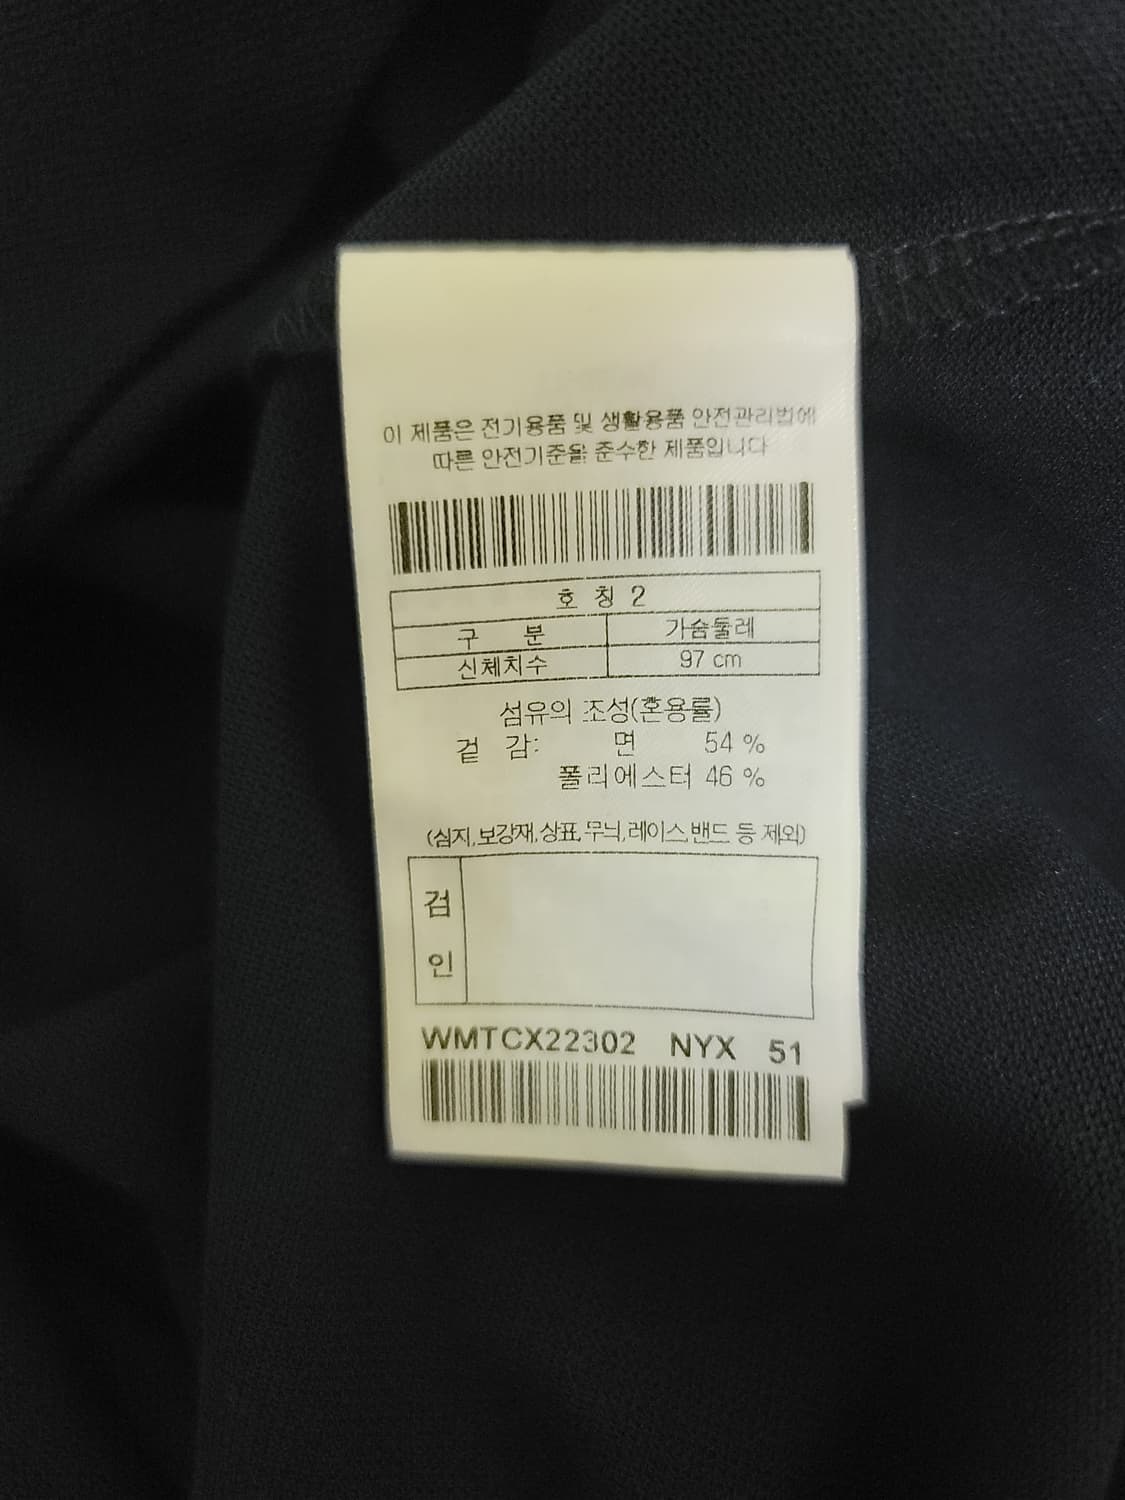 이 제품은 전기용품 및 생활용품 안전관리법에
따른 안전기준을 준수한 제품입니다
호 칭 2
구 분 가슴둘레
신체치수 97 cm
섬유의 조성(혼용률)
겉 감: 면 54 %
폴리에스터 46 %
(심지,보강재,상표,무늬,레이스,밴드 등 제외)
검
인
WMTCX22302 NYX 51